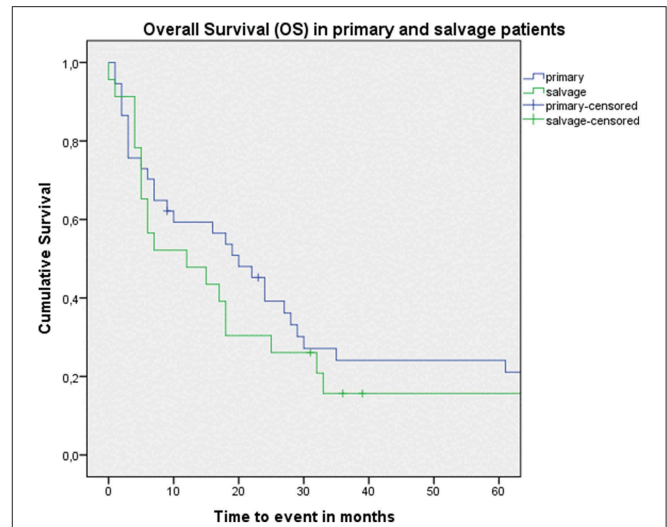 Overall Survival (OS) in primary and salvage patients
primary
salvage
primary-censored
salvage-censored
Cumulative Survival
1,0
0,8
0,6
0,4
0,2
0,0
0 10 20 30 40 50 60
Time to event in months